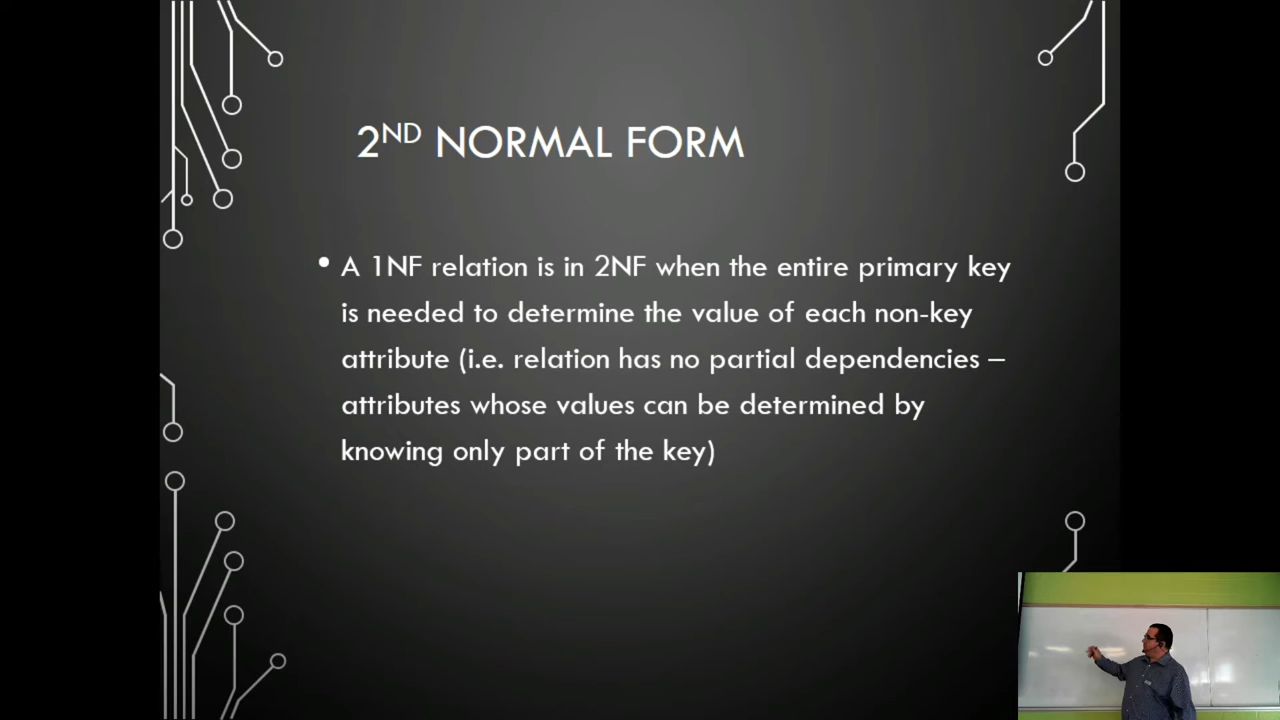 2ND NORMAL FORM
• A 1NF relation is in 2NF when the entire primary key
is needed to determine the value of each non-key
attribute (i.e. relation has no partial dependencies –
attributes whose values can be determined by
knowing only part of the key)